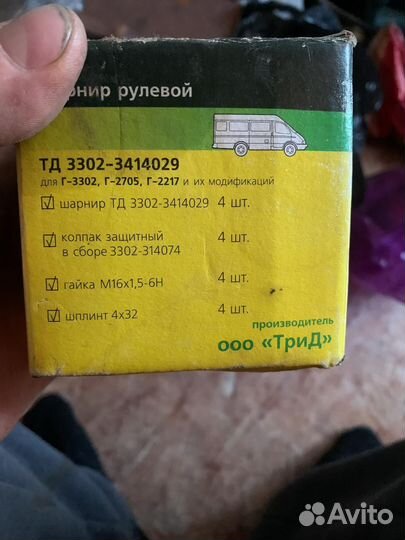 рулевой
ТД 3302-3414029
для Г-3302, Г-2705, Г-2217 и их модификаций
шарнир ТД 3302-3414029 4 шт.
колпак защитный
в сборе 3302-314074 4 шт.
гайка М16х1,5-6Н 4 шт.
шплинт 4х32 4 шт.
производитель
ООО «ТриД»
Avito